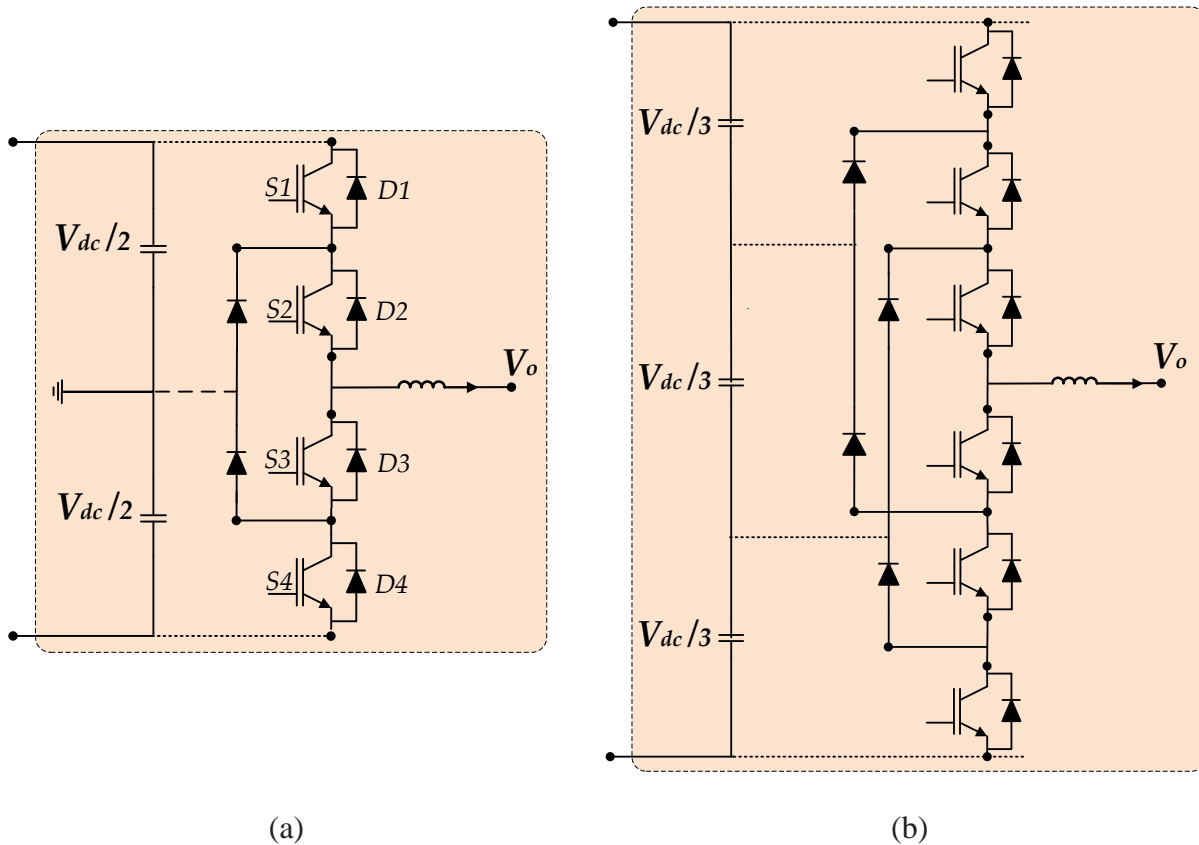 S1
D1
Vdc/2
S2
D2
Vo
S3
D3
Vdc/2
S4
D4
(a)
Vdc/3
Vdc/3
Vo
Vdc/3
(b)